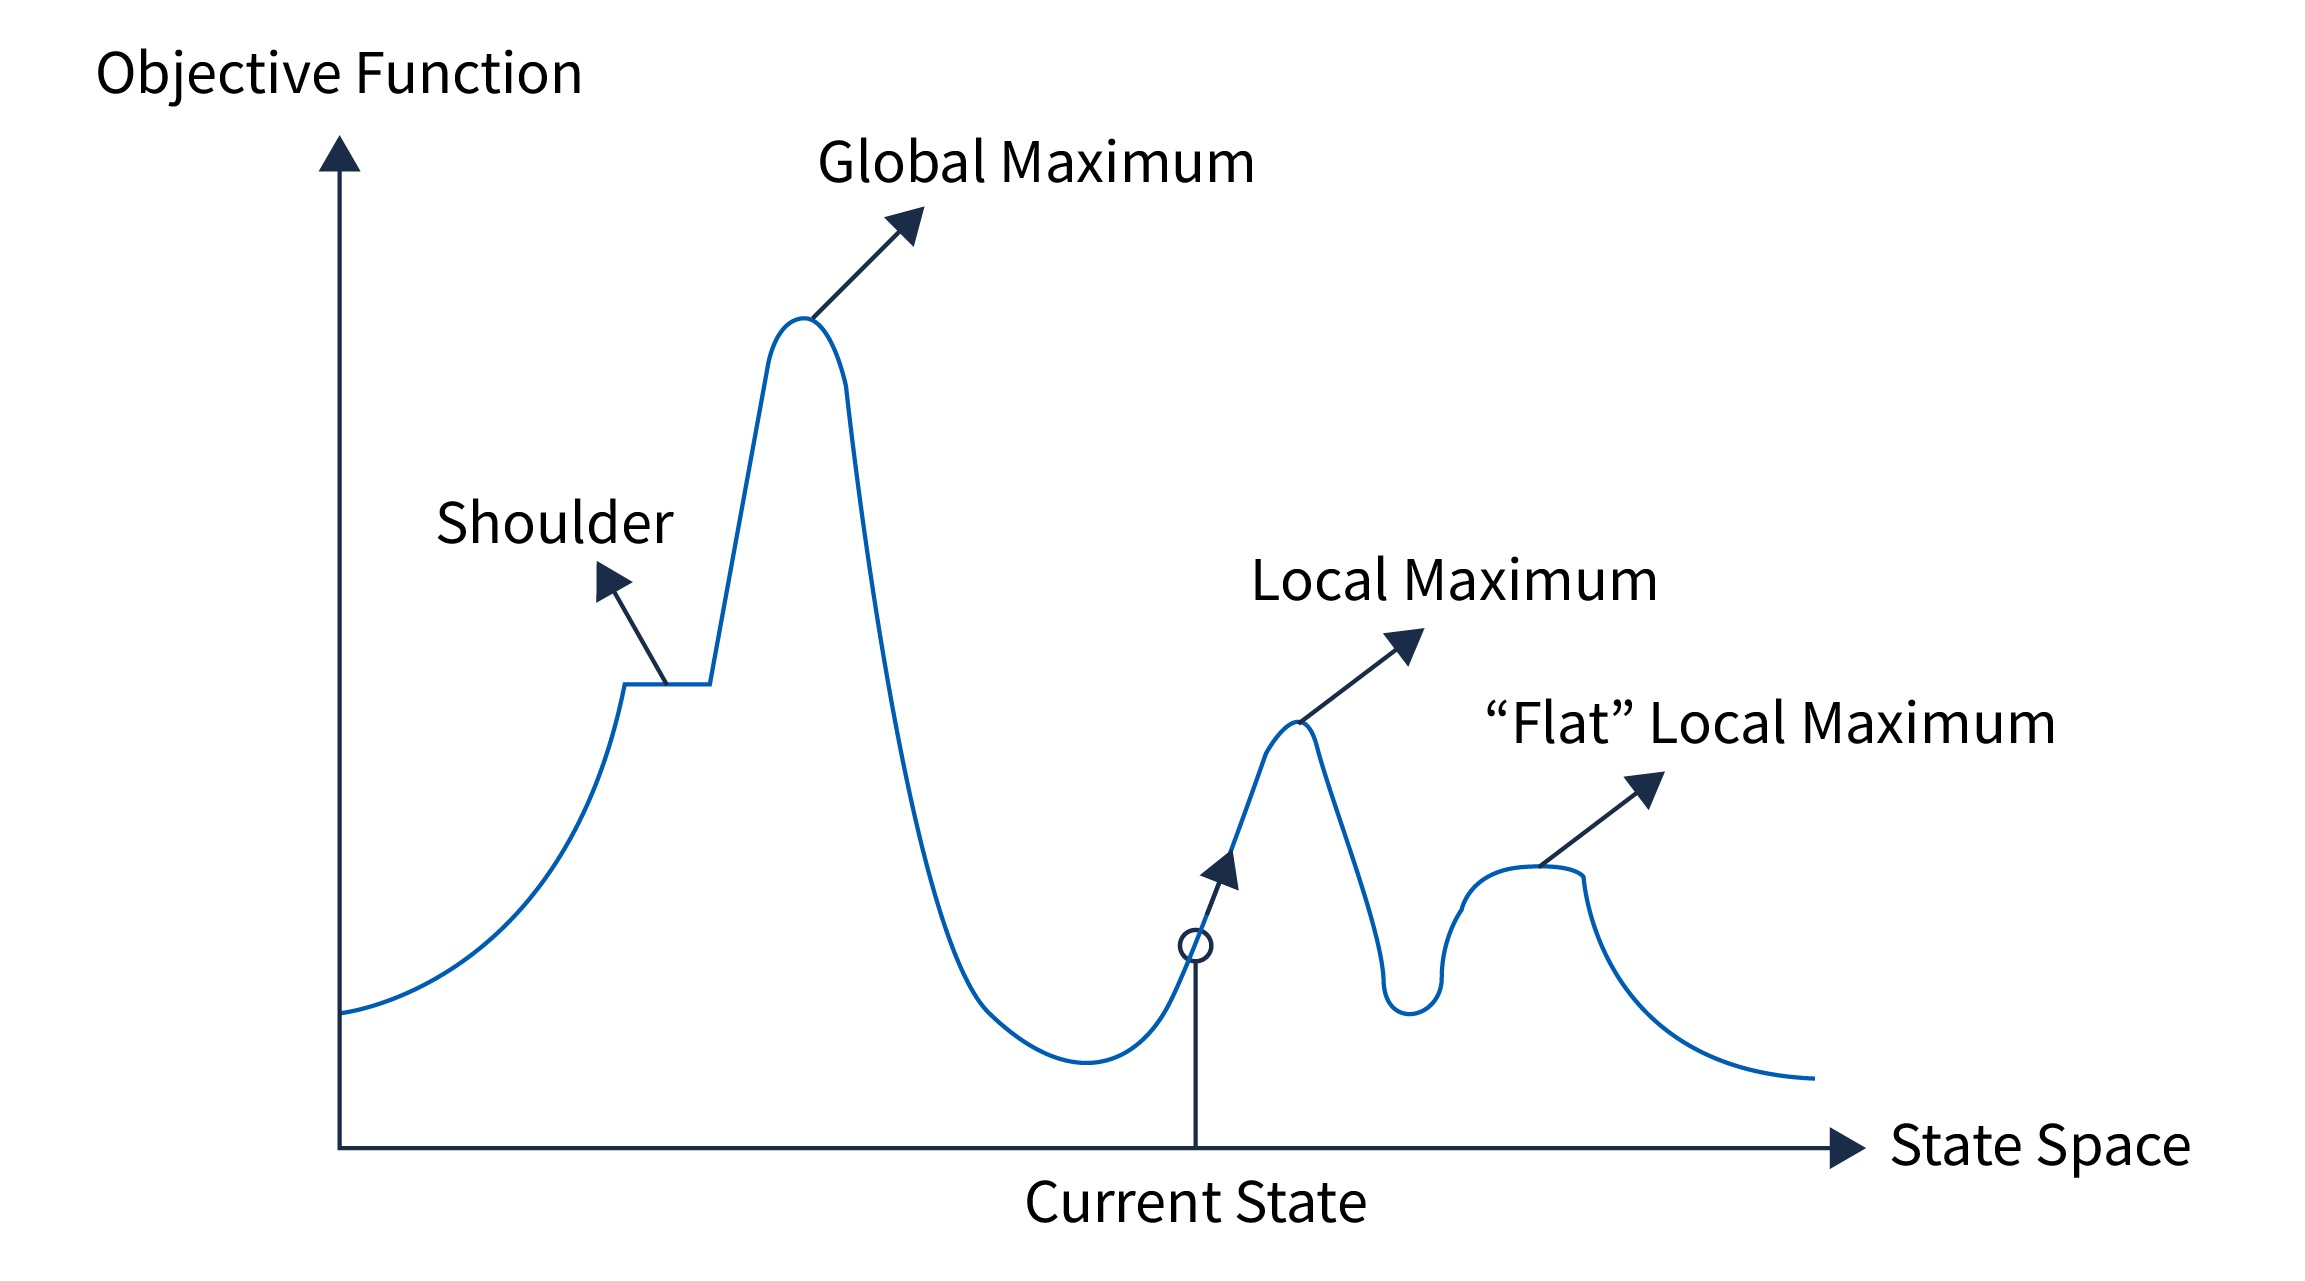 Objective Function
Global Maximum
Shoulder
Local Maximum
“Flat” Local Maximum
State Space
Current State